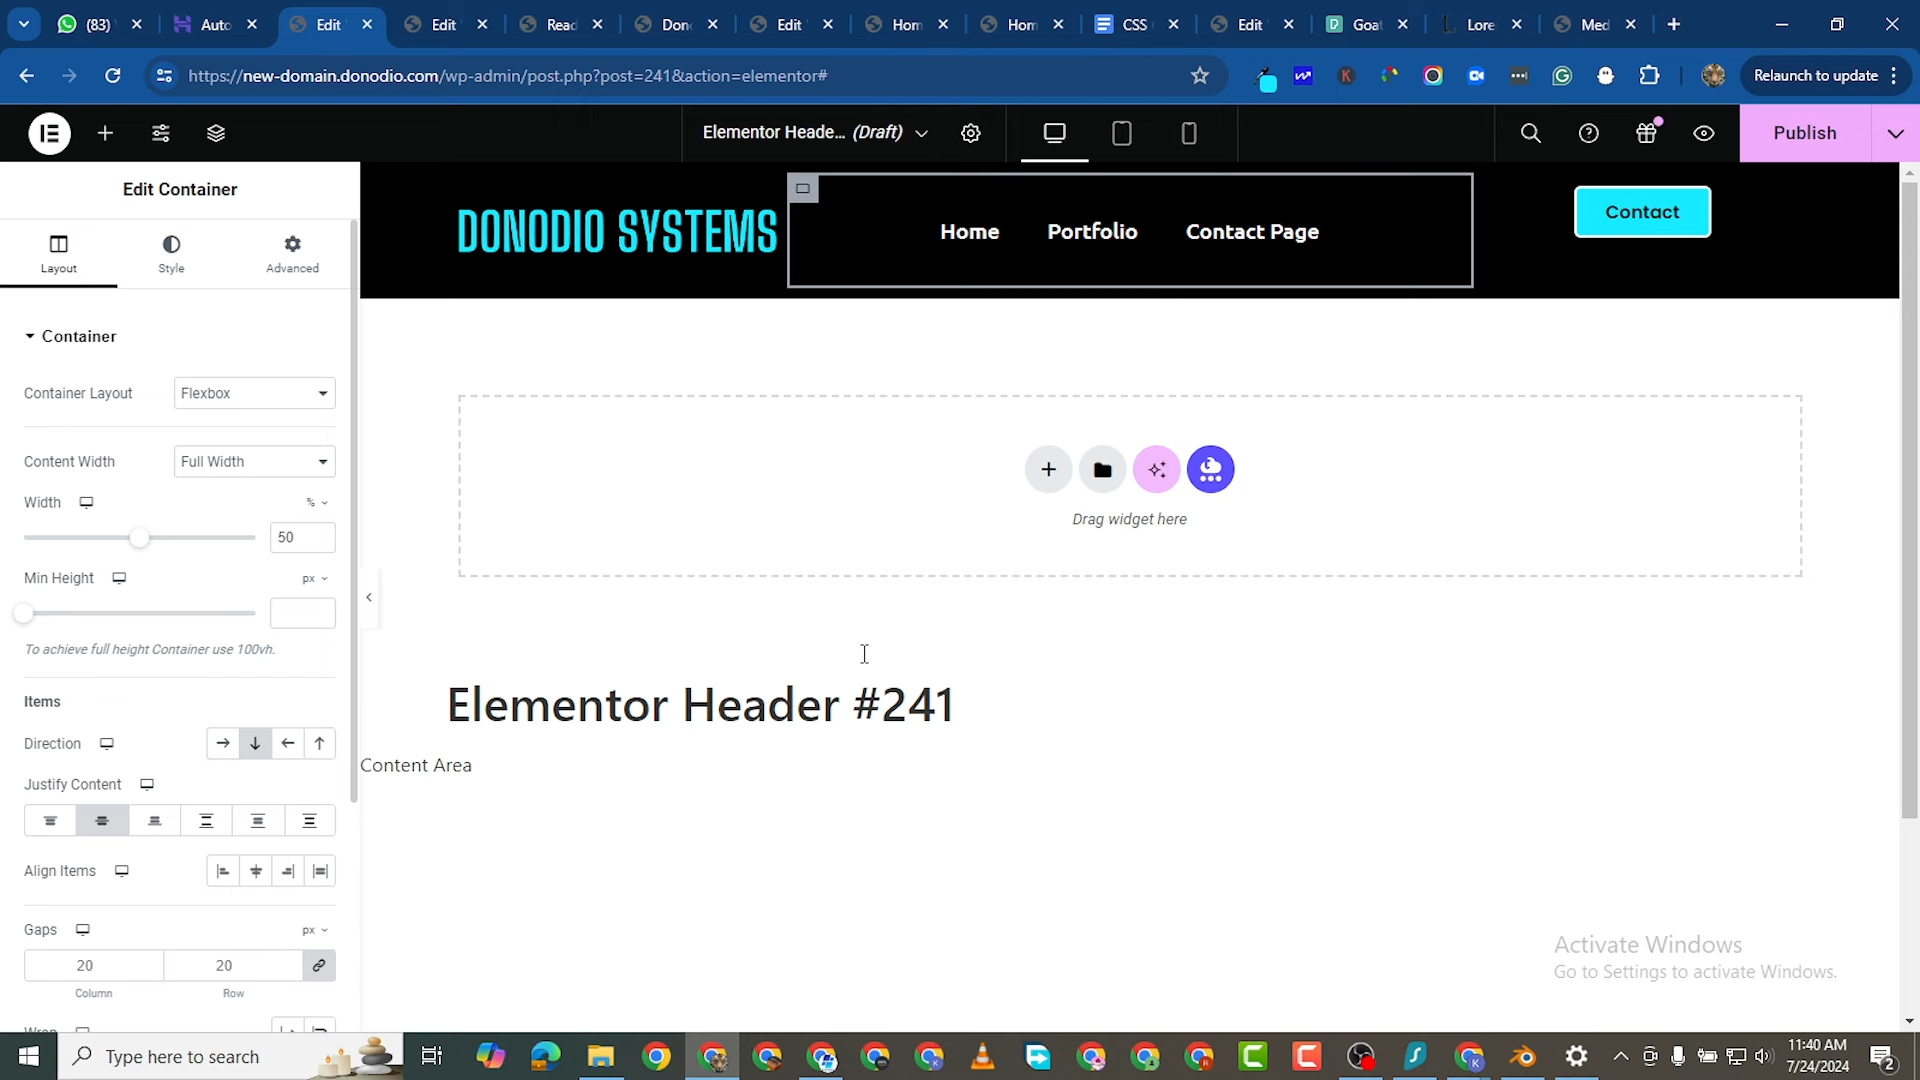 (83)
Auto
Edit
Edit
Read
Done
Edit
Hom
Hom
CSS
Edit
Goat
Lore
Med
https://new-domain.donodio.com/wp-admin/post.php?post=241&action=elementor#
Relaunch to update
Elementor Heade... (Draft)
Publish
Edit Container
Layout
Style
Advanced
Container
Container Layout
Flexbox
Content Width
Full Width
Width
%
50
Min Height
px
To achieve full height Container use 100vh.
Items
Direction
Justify Content
Align Items
Gaps
px
20
20
Column
Row
Wrap
DONODIO SYSTEMS
Home
Portfolio
Contact Page
Contact
Drag widget here
Elementor Header #241
Content Area
Activate Windows
Go to Settings to activate Windows.
Type here to search
11:40 AM
7/24/2024
2